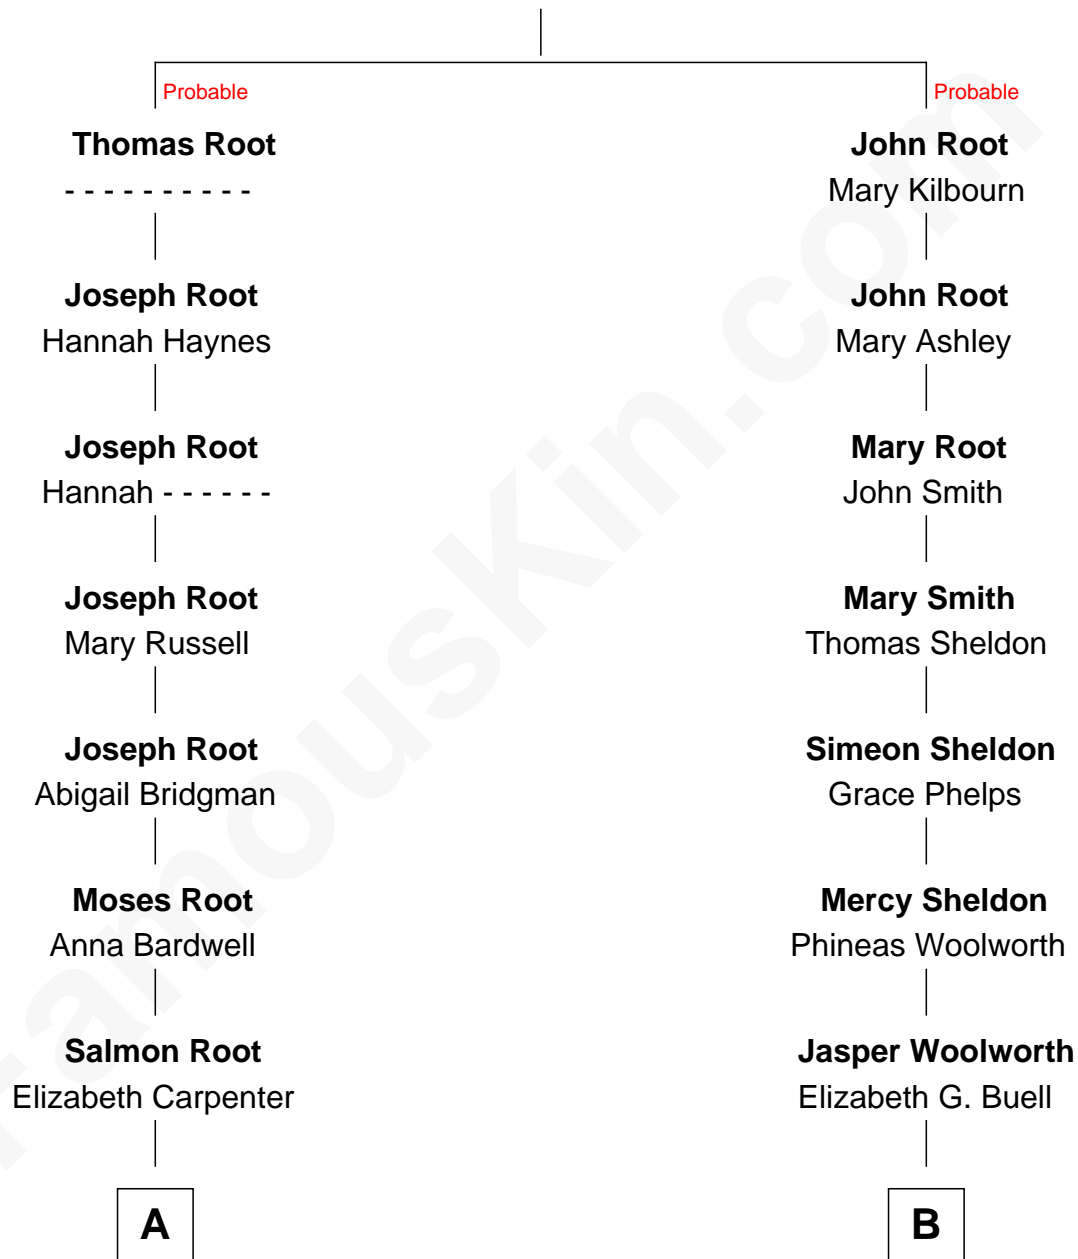 Probable
Thomas Root
- - - - - - - - - -
Joseph Root
Hannah Haynes
Joseph Root
Hannah - - - - - -
Joseph Root
Mary Russell
Joseph Root
Abigail Bridgman
Moses Root
Anna Bardwell
Salmon Root
Elizabeth Carpenter
A
Probable
John Root
Mary Kilbourn
John Root
Mary Ashley
Mary Root
John Smith
Mary Smith
Thomas Sheldon
Simeon Sheldon
Grace Phelps
Mercy Sheldon
Phineas Woolworth
Jasper Woolworth
Elizabeth G. Buell
B
FamousKin.com